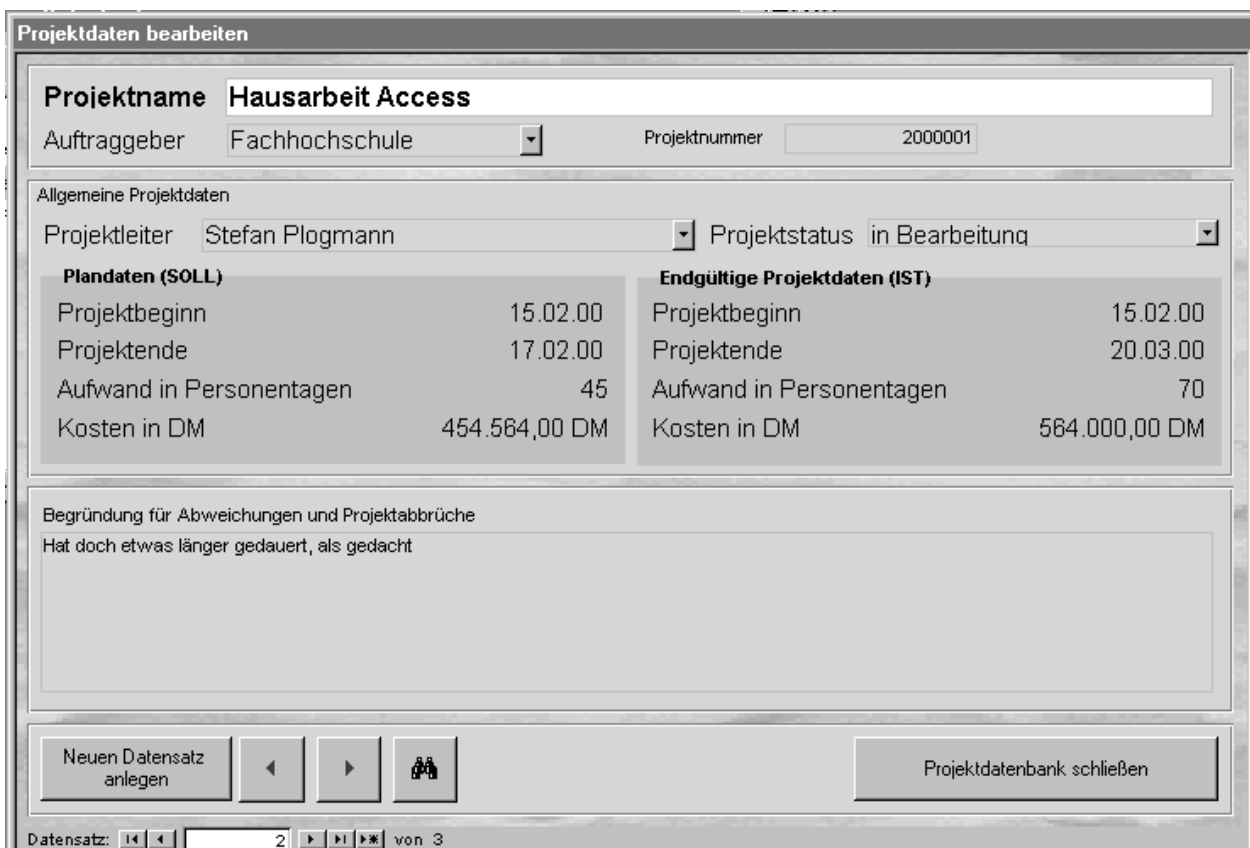 Projektdaten bearbeiten
Projektname Hausarbeit Access
Auftraggeber Fachhochschule Projektnummer 2000001
Allgemeine Projektdaten
Projektleiter Stefan Plogmann Projektstatus in Bearbeitung
Plandaten (SOLL) Endgültige Projektdaten (IST)
Projektbeginn 15.02.00 Projektbeginn 15.02.00
Projektende 17.02.00 Projektende 20.03.00
Aufwand in Personentagen 45 Aufwand in Personentagen 70
Kosten in DM 454.564,00 DM Kosten in DM 564.000,00 DM
Begründung für Abweichungen und Projektabbrüche
Hat doch etwas länger gedauert, als gedacht
Neuen Datensatz
anlegen
Projektdatenbank schließen
Datensatz: 2 von 3